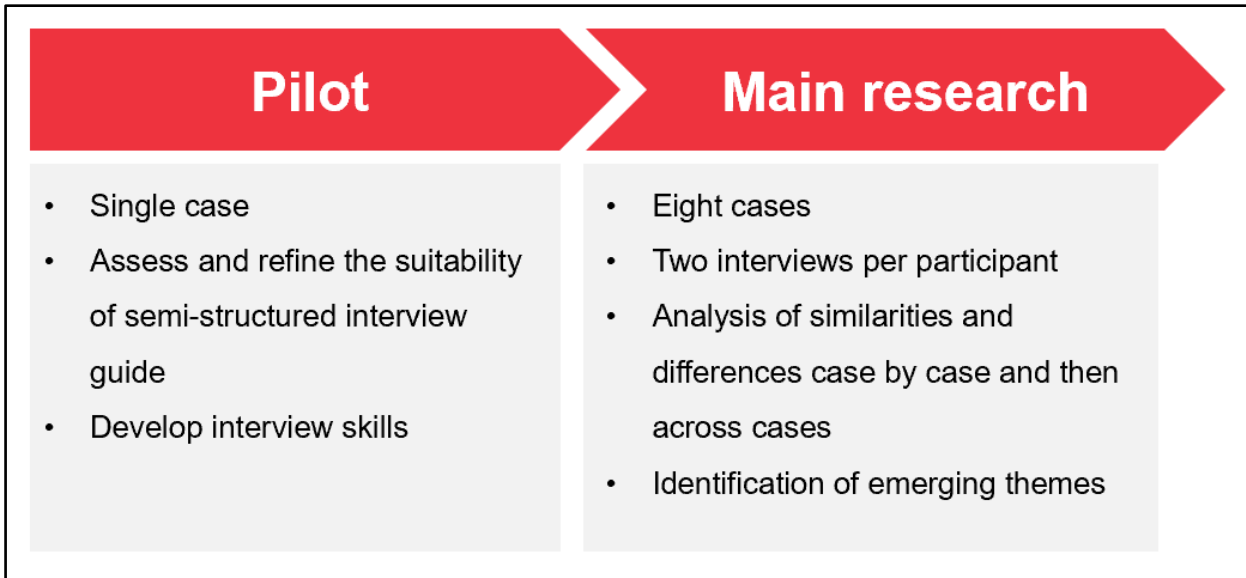 Pilot
• Single case
• Assess and refine the suitability
of semi-structured interview
guide
• Develop interview skills
Main research
• Eight cases
• Two interviews per participant
• Analysis of similarities and
differences case by case and then
across cases
• Identification of emerging themes